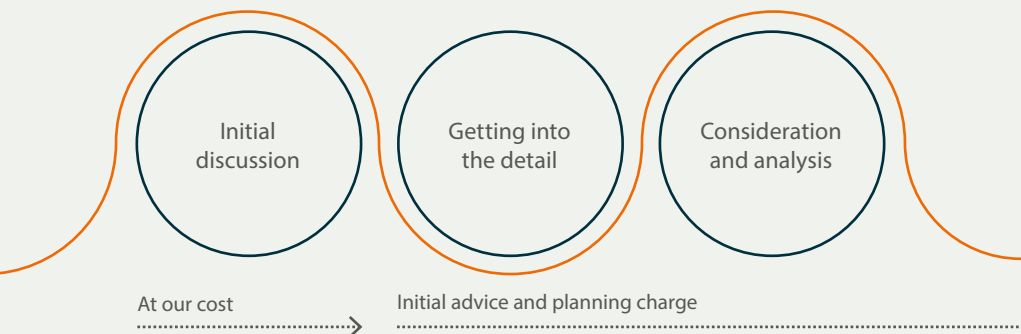 Initial
discussion
Getting into
the detail
Consideration
and analysis
At our cost
Initial advice and planning charge